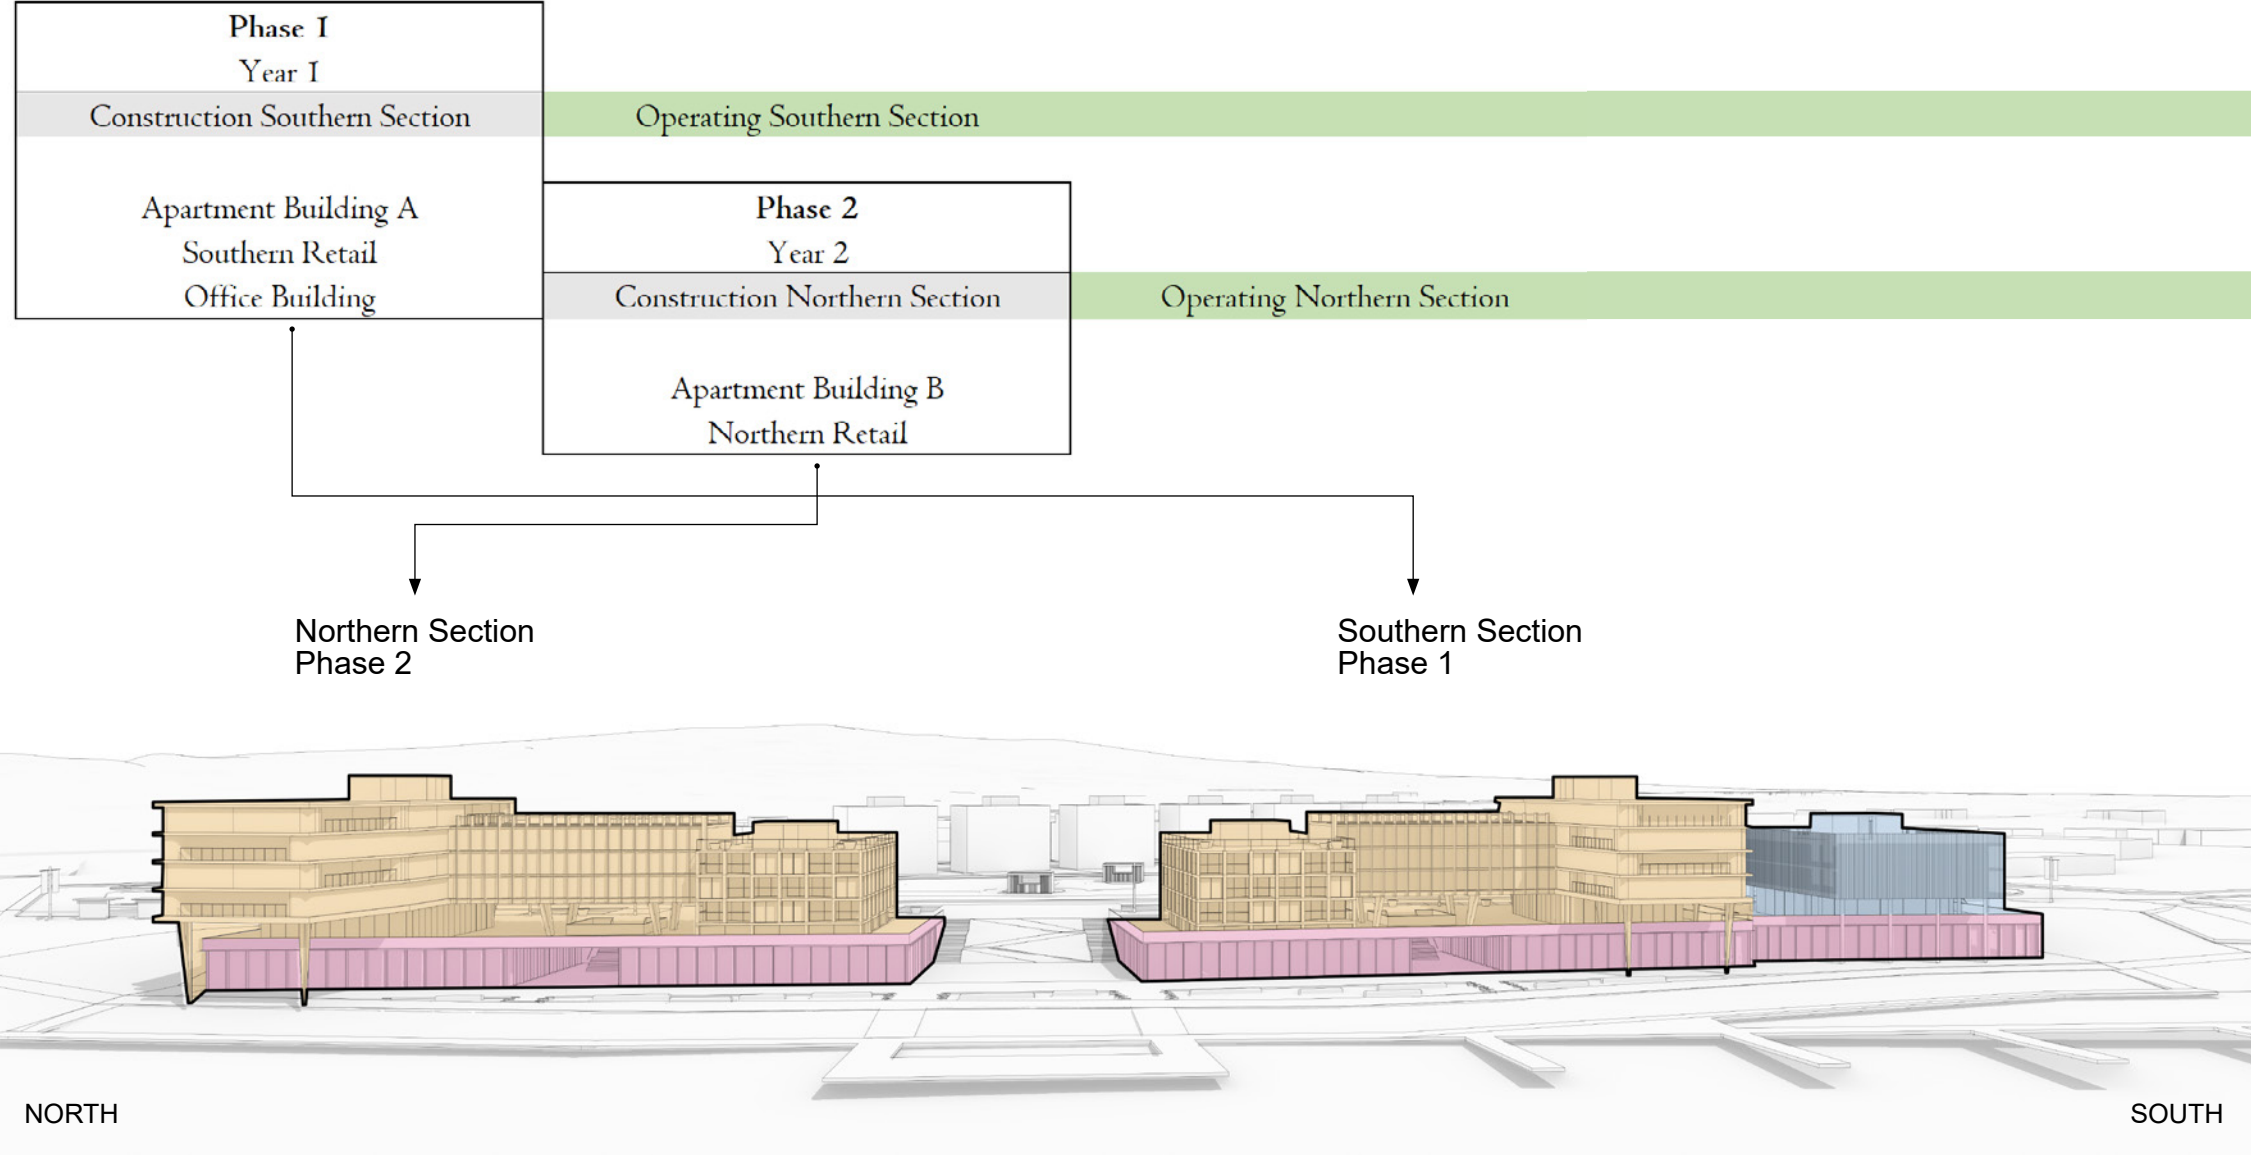 Phase 1
Year 1
Construction Southern Section
Operating Southern Section
Apartment Building A
Southern Retail
Office Building
Phase 2
Year 2
Construction Northern Section
Operating Northern Section
Apartment Building B
Northern Retail
Northern Section
Phase 2
Southern Section
Phase 1
NORTH
SOUTH